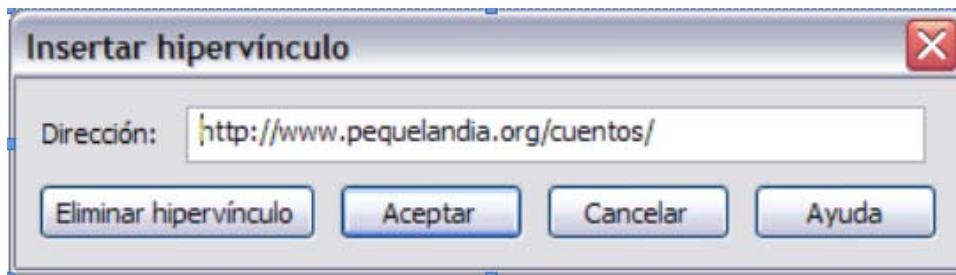 Insertar hipervínculo
Dirección: http://www.pequelandia.org/cuentos/
Eliminar hipervínculo Aceptar Cancelar Ayuda